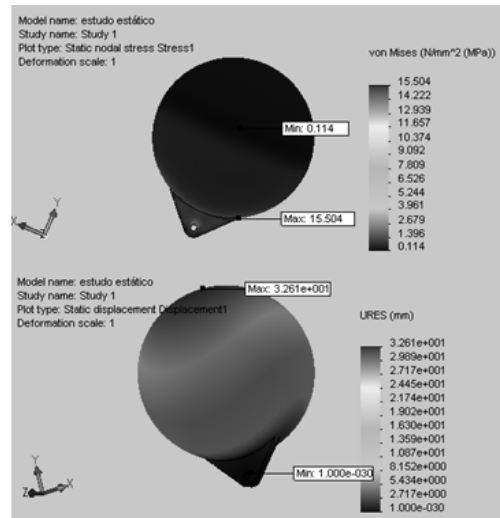 Model name: estudo estático
Study name: Study 1
Plot type: Static nodal stress Stress1
Deformation scale: 1
von Mises (N/mm^2 (MPa))
15.504
14.222
12.939
11.657
10.374
9.092
7.809
6.526
5.244
3.961
2.679
1.396
0.114
Min: 0.114
Max: 15.504
Y
X
Model name: estudo estático
Study name: Study 1
Plot type: Static displacement Displacement1
Deformation scale: 1
Max: 3.261e+001
URES (mm)
3.261e+001
2.989e+001
2.717e+001
2.445e+001
2.174e+001
1.902e+001
1.630e+001
1.359e+001
1.087e+001
8.152e+000
5.434e+000
2.717e+000
1.000e-030
Min: 1.000e-030
Y
Z
X